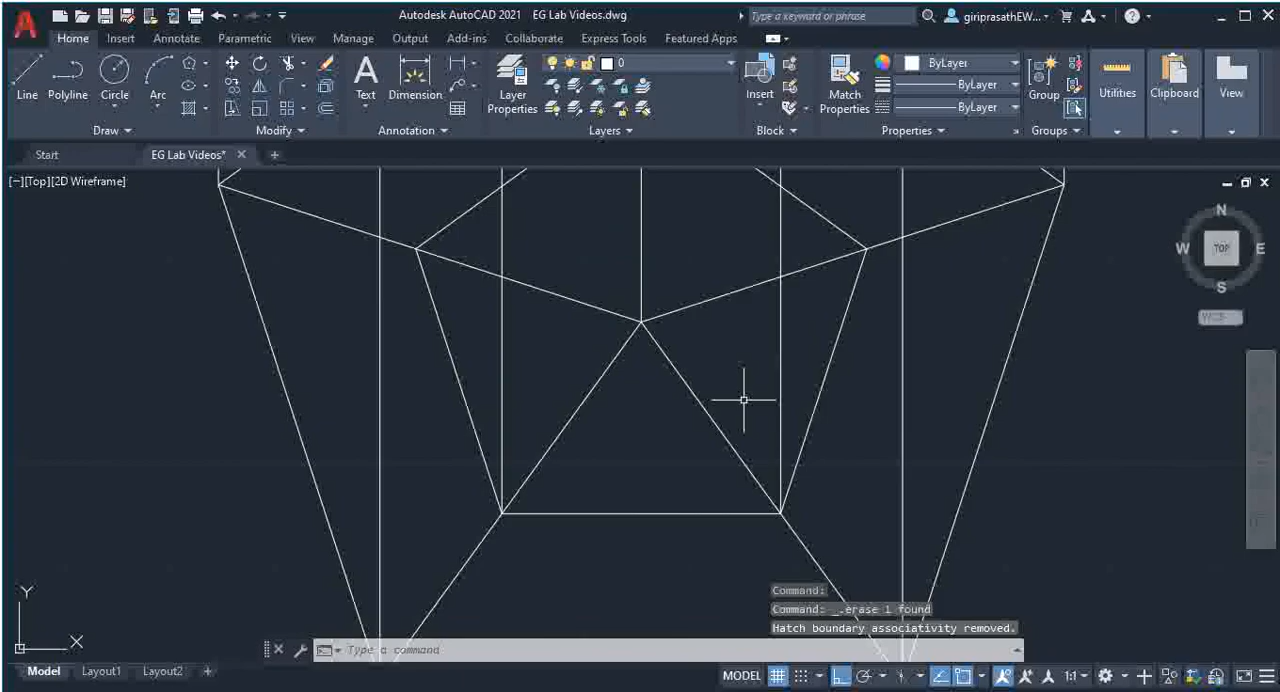 Autodesk AutoCAD 2021 EG Lab Videos.dwg
Type a keyword or phrase
giriprasathEW...
Home Insert Annotate Parametric View Manage Output Add-ins Collaborate Express Tools Featured Apps
Line Polyline Circle Arc
Text Dimension
Layer Properties
0
Insert
Match Properties
ByLayer
ByLayer
ByLayer
Group
Utilities
Clipboard
View
Draw Modify Annotation Layers Block Properties Groups
Start EG Lab Videos* +
[−][Top][2D Wireframe]
N
W TOP E
S
WCS
Y
X
Command:
Command: _.erase 1 found
Hatch boundary associativity removed.
Type a command
Model Layout1 Layout2 +
MODEL 1:1